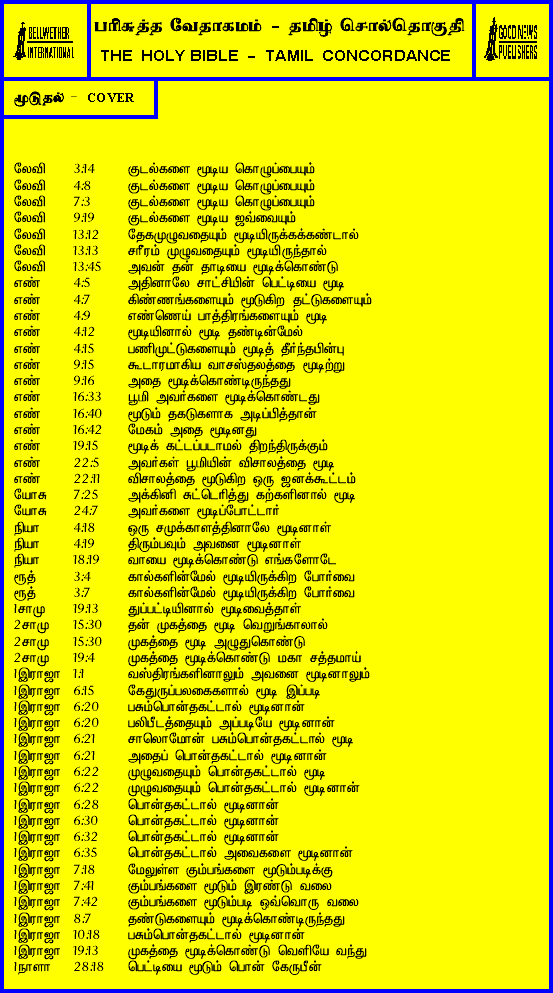 BELLWETHER INTERNATIONAL
பரிசுத்த வேதாகமம் - தமிழ் சொல்தொகுதி
THE HOLY BIBLE - TAMIL CONCORDANCE
GOOD NEWS PUBLISHERS
மூடுதல் - COVER
லேவி 3:14 குடல்களை மூடிய கொழுப்பையும்
லேவி 4:8 குடல்களை மூடிய கொழுப்பையும்
லேவி 7:3 குடல்களை மூடிய கொழுப்பையும்
லேவி 9:19 குடல்களை மூடிய ஜவ்வையும்
லேவி 13:12 தேகமுழுவதையும் மூடியிருக்கக்கண்டால்
லேவி 13:13 சரீரம் முழுவதையும் மூடியிருந்தால்
லேவி 13:45 அவன் தன் தாடியை மூடிக்கொண்டு
எண் 4:5 அதினாலே சாட்சியின் பெட்டியை மூடி
எண் 4:7 கிண்ணங்களையும் மூடுகிற தட்டுகளையும்
எண் 4:9 எண்ணெய் பாத்திரங்களையும் மூடி
எண் 4:12 மூடியினால் மூடி தண்டின்மேல்
எண் 4:15 பணிமுட்டுகளையும் மூடித் தீர்ந்தபின்பு
எண் 9:15 கூடாரமாகிய வாசஸ்தலத்தை மூடிற்று
எண் 9:16 அதை மூடிக்கொண்டிருந்தது
எண் 16:33 பூமி அவர்களை மூடிக்கொண்டது
எண் 16:40 மூடும் தகடுகளாக அடிப்பித்தான்
எண் 16:42 மேகம் அதை மூடினது
எண் 19:15 மூடிக் கட்டப்படாமல் திறந்திருக்கும்
எண் 22:5 அவர்கள் பூமியின் விசாலத்தை மூடி
எண் 22:11 விசாலத்தை மூடுகிற ஒரு ஜனக்கூட்டம்
யோசு 7:25 அக்கினி சுட்டெரித்து கற்களினால் மூடி
யோசு 24:7 அவர்களை மூடிப்போட்டார்
நியா 4:18 ஒரு சமுக்காளத்தினாலே மூடினாள்
நியா 4:19 திரும்பவும் அவனை மூடினாள்
நியா 18:19 வாயை மூடிக்கொண்டு எங்களோடே
ரூத் 3:4 கால்களின்மேல் மூடியிருக்கிற போர்வை
ரூத் 3:7 கால்களின்மேல் மூடியிருக்கிற போர்வை
1சாமு 19:13 துப்பட்டியினால் மூடிவைத்தாள்
2சாமு 15:30 தன் முகத்தை மூடி வெறுங்காலால்
2சாமு 15:30 முகத்தை மூடி அழுதுகொண்டு
2சாமு 19:4 முகத்தை மூடிக்கொண்டு மகா சத்தமாய்
1இராஜா 1:1 வஸ்திரங்களினாலும் அவனை மூடினாலும்
1இராஜா 6:15 கேதுருப்பலகைகளால் மூடி இப்படி
1இராஜா 6:20 பசும்பொன்தகட்டால் மூடினான்
1இராஜா 6:20 பலிபீடத்தையும் அப்படியே மூடினான்
1இராஜா 6:21 சாலொமோன் பசும்பொன்தகட்டால் மூடி
1இராஜா 6:21 அதைப் பொன்தகட்டால் மூடினான்
1இராஜா 6:22 முழுவதையும் பொன்தகட்டால் மூடி
1இராஜா 6:22 முழுவதையும் பொன்தகட்டால் மூடினான்
1இராஜா 6:28 பொன்தகட்டால் மூடினான்
1இராஜா 6:30 பொன்தகட்டால் மூடினான்
1இராஜா 6:32 பொன்தகட்டால் மூடினான்
1இராஜா 6:35 பொன்தகட்டால் அவைகளை மூடினான்
1இராஜா 7:18 மேலுள்ள கும்பங்களை மூடும்படிக்கு
1இராஜா 7:41 கும்பங்களை மூடும் இரண்டு வலை
1இராஜா 7:42 கும்பங்களை மூடும்படி ஒவ்வொரு வலை
1இராஜா 8:7 தண்டுகளையும் மூடிக்கொண்டிருந்தது
1இராஜா 10:18 பசும்பொன்தகட்டால் மூடினான்
1இராஜா 19:13 முகத்தை மூடிக்கொண்டு வெளியே வந்து
1நாளா 28:18 பெட்டியை மூடும் பொன் கேருபீன்